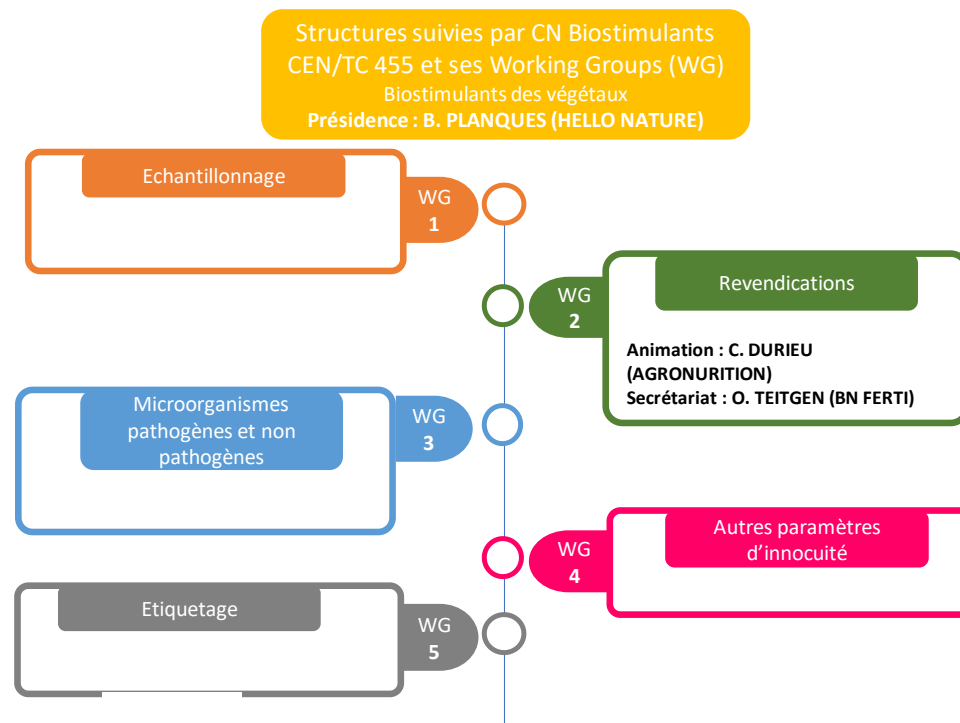 Structures suivies par CN Biostimulants
CEN/TC 455 et ses Working Groups (WG)
Biostimulants des végétaux
Présidence : B. PLANQUES (HELLO NATURE)
Echantillonnage
WG
1
Revendications
WG
2
Animation : C. DURIEU
(AGRONURITION)
Secrétariat : O. TEITGEN (BN FERTI)
Microorganismes
pathogènes et non
pathogènes
WG
3
Autres paramètres
d'innocuité
WG
4
Etiquetage
WG
5